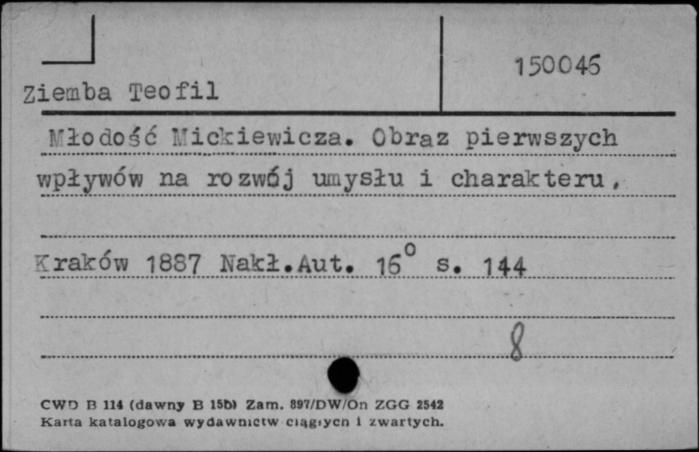 150046
Ziemba Teofil
Młodość Mickiewicza. Obraz pierwszych
wpływów na rozwój umysłu i charakteru.
Kraków 1887 Nakł.Aut. 16° s. 144
8
CWD B 114 (dawny B 15b) Zam. 897/DW/On ZGG 2542
Karta katalogowa wydawnictw ciągłych i zwartych.